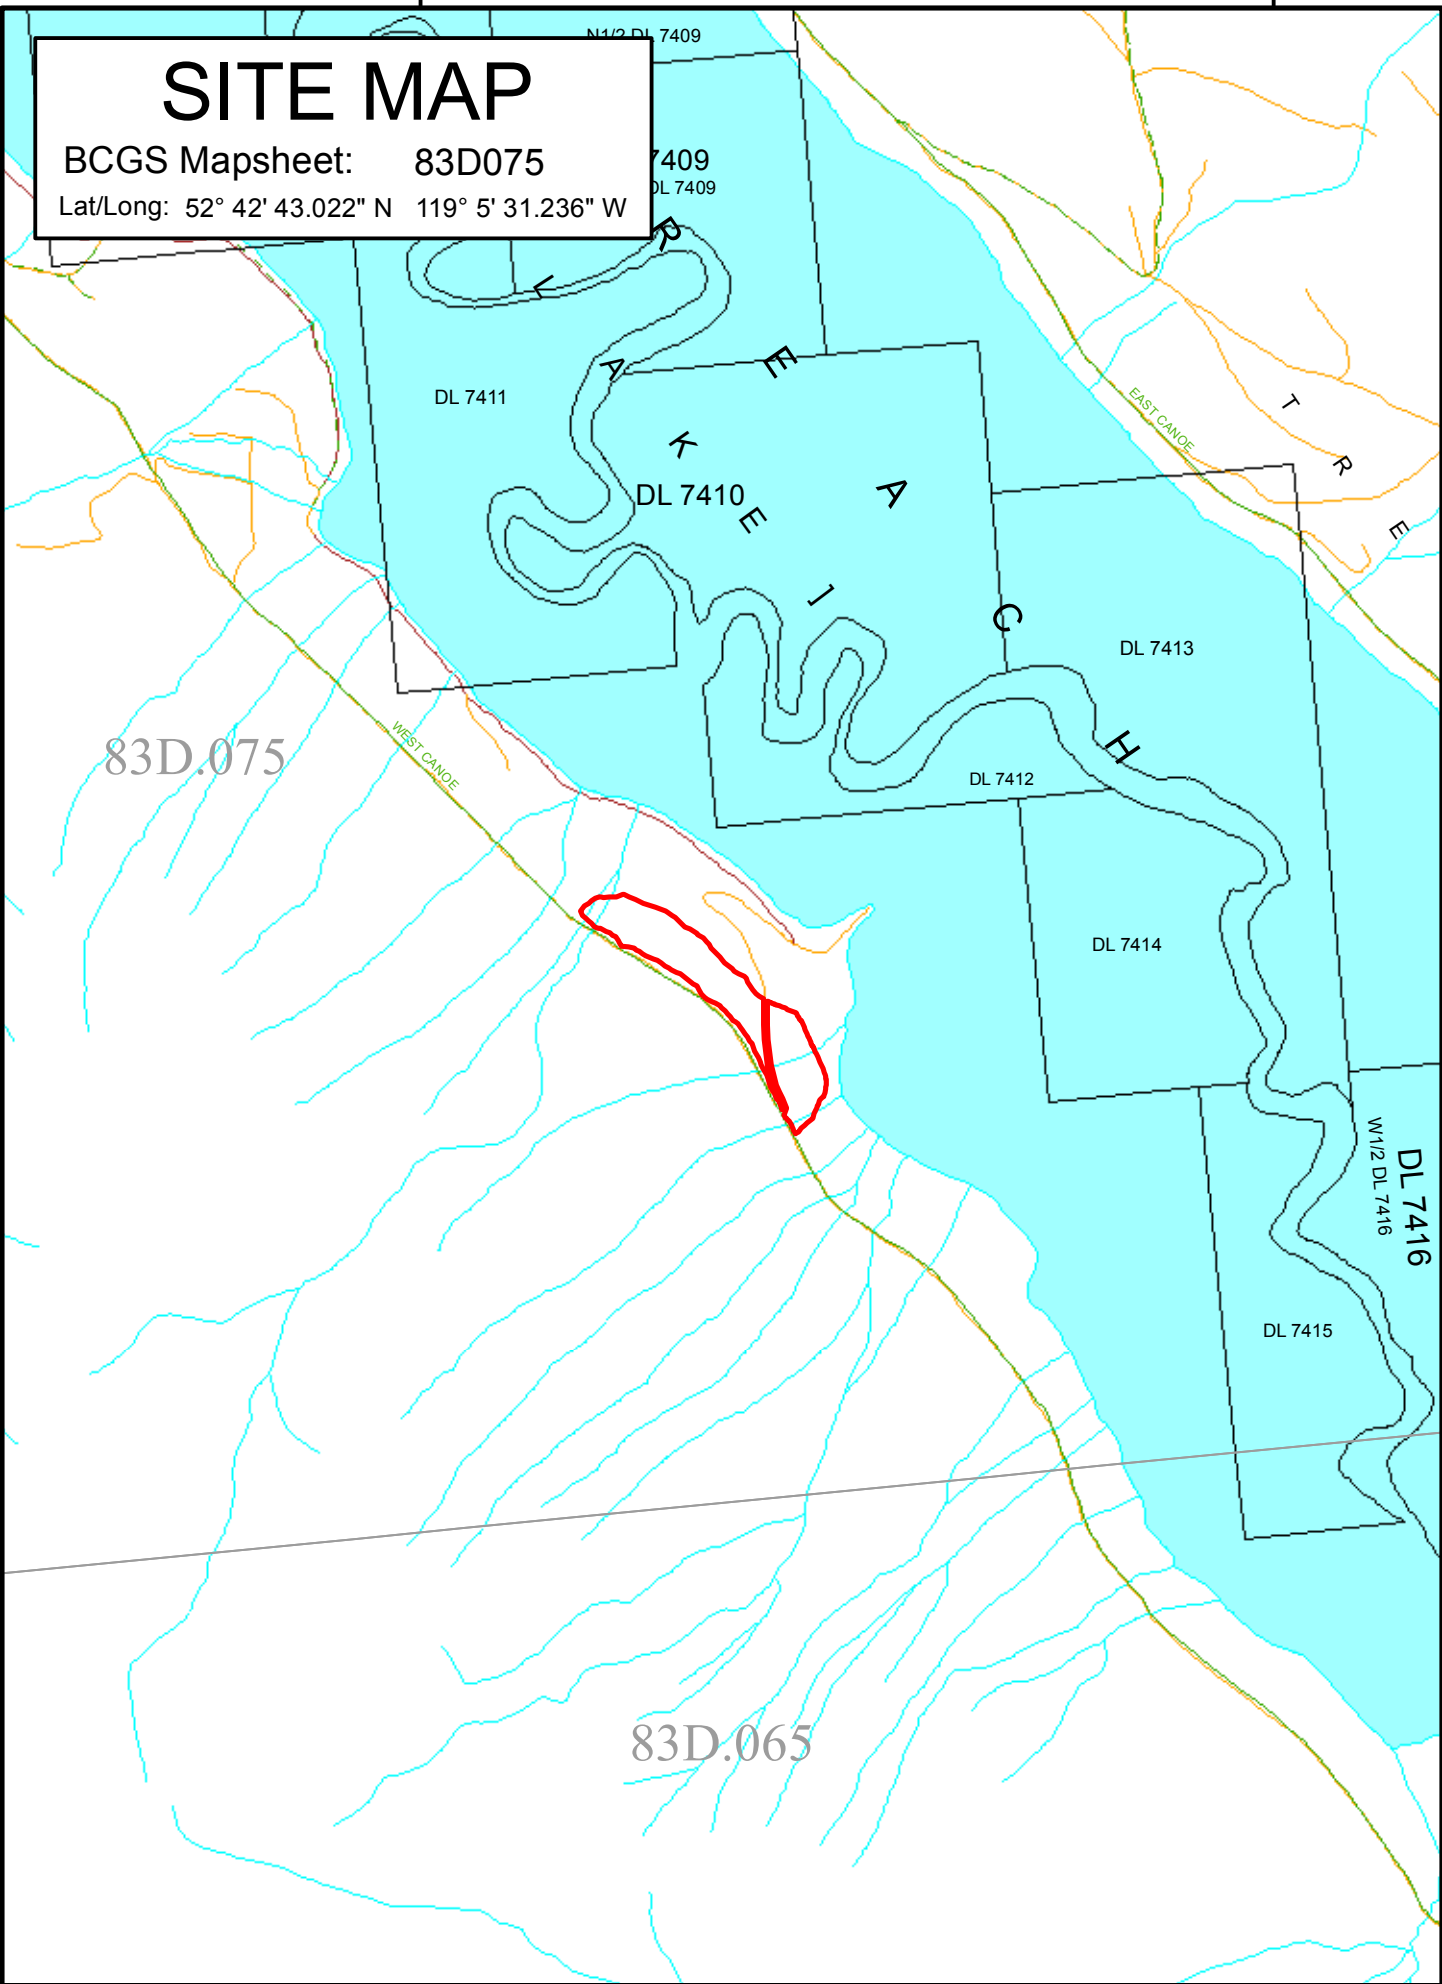 N1/2 DL 7409
SITE MAP
BCGS Mapsheet: 83D075
Lat/Long: 52° 42' 43.022" N 119° 5' 31.236" W
7409
DL 7409
R
L
A
E
DL 7411
EAST CANOE
T
K
R
A
DL 7410
E
E
]
C
DL 7413
WEST CANOE
83D.075
H
DL 7412
DL 7414
W1/2 DL 7416
DL 7416
DL 7415
83D.065